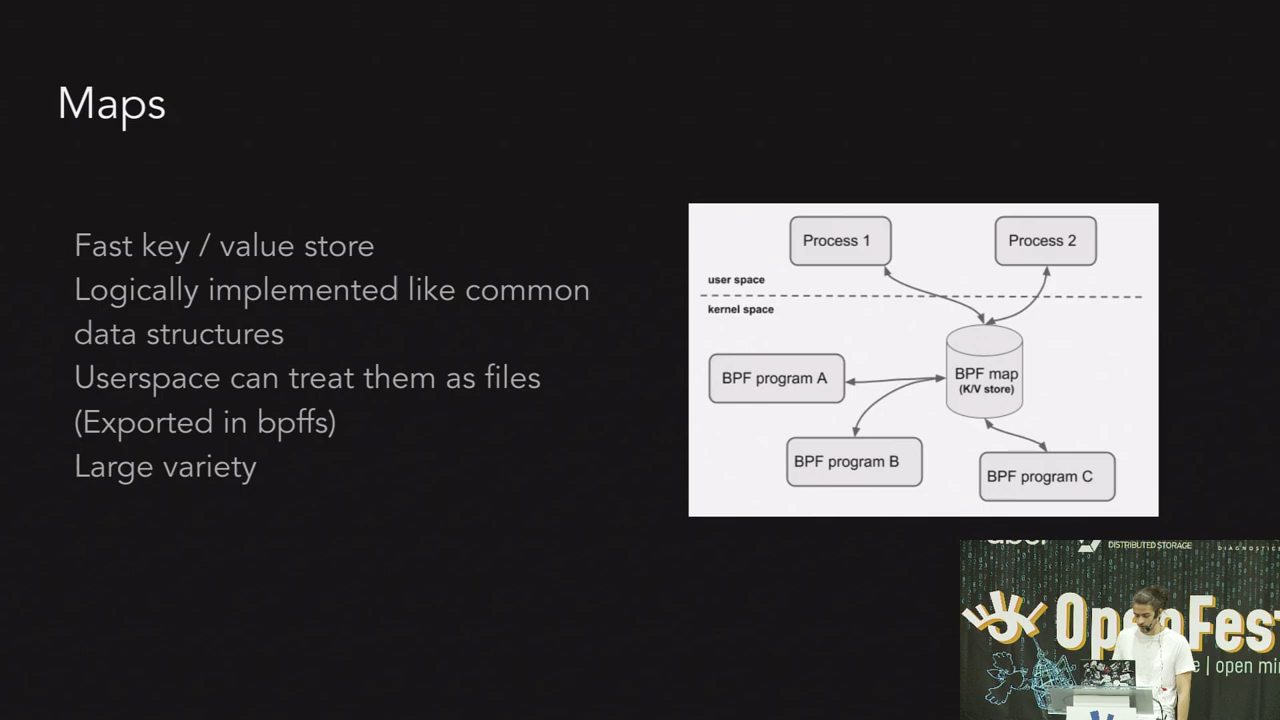 Maps
Fast key / value store
Logically implemented like common
data structures
Userspace can treat them as files
(Exported in bpffs)
Large variety
Process 1
Process 2
user space
kernel space
BPF program A
BPF map
(K/V store)
BPF program B
BPF program C
DISTRIBUTED STORAGE
DIAGNOSTICS
OpenFest
| open